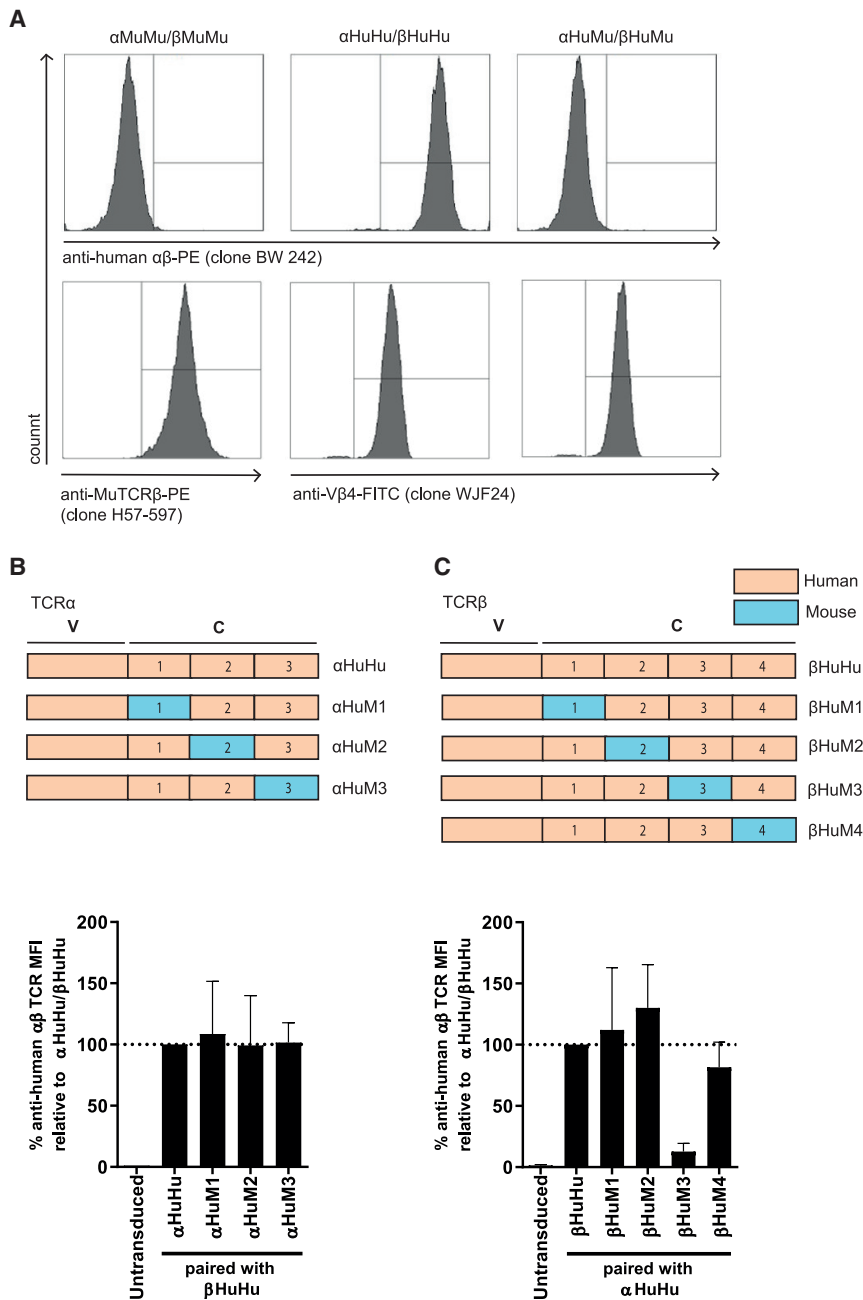 A
αMuMu/βMuMu
αHuHu/βHuHu
αHuMu/βHuMu
counnt
anti-human αβ-PE (clone BW 242)
anti-MuTCRβ-PE
(clone H57-597)
anti-Vβ4-FITC (clone WJF24)
B
TCRα
V
C
1 2 3 αHuHu
1 2 3 αHuM1
1 2 3 αHuM2
1 2 3 αHuM3
C
Human
Mouse
TCRβ
V
C
1 2 3 4 βHuHu
1 2 3 4 βHuM1
1 2 3 4 βHuM2
1 2 3 4 βHuM3
1 2 3 4 βHuM4
% anti-human αβ TCR MFI
relative to αHuHu/βHuHu
200
150
100
50
0
Untransduced
αHuHu
αHuM1
αHuM2
αHuM3
paired with
βHuHu
% anti-human αβ TCR MFI
relative to αHuHu/βHuHu
200
150
100
50
0
Untransduced
βHuHu
βHuM1
βHuM2
βHuM3
βHuM4
paired with
αHuHu